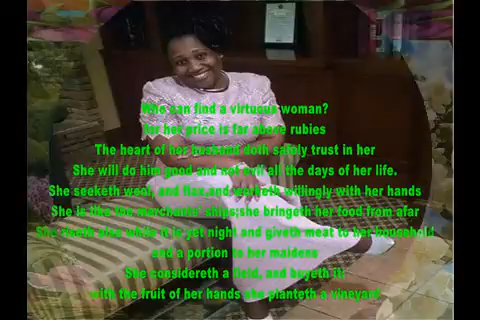 Who can find a virtuous woman?
for her price is far above rubies
The heart of her husband doth safely trust in her
She will do him good and not evil all the days of her life.
She seeketh wool, and flax,and worketh willingly with her hands
She is like the merchants' ships;she bringeth her food from afar
She riseth also while it is yet night and giveth meat to her household
and a portion to her maidens
She considereth a field, and buyeth it:
with the fruit of her hands she planteth a vineyard